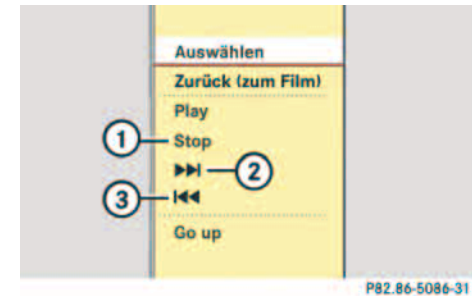 Auswählen
Zurück (zum Film)
Play
1 Stop
▶▶I 2
3 I◀◀
Go up
P82.86-5086-31